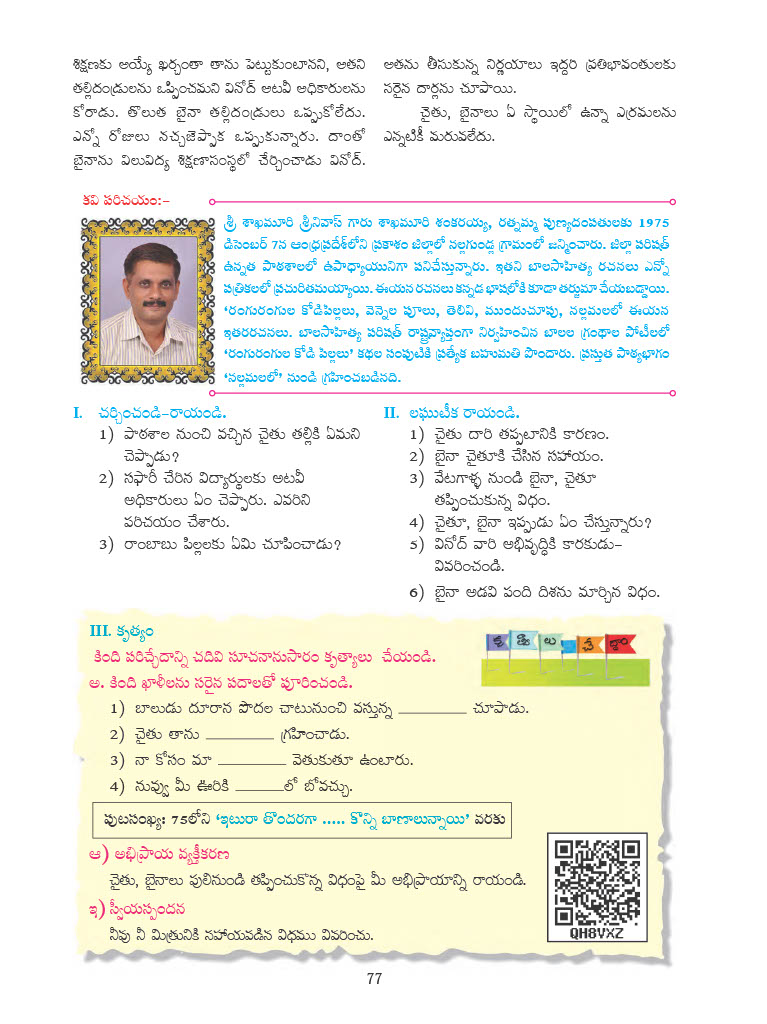 శిక్షణకు అయ్యే ఖర్చంతా తాను పెట్టుకుంటానని, అతని
తల్లిదండ్రులను ఒప్పించమని వినోద్ అటవీ అధికారులను
కోరాడు. తొలుత బైనా తల్లిదండ్రులు ఒప్పుకోలేదు.
ఎన్నో రోజులు నచ్చజెప్పాక ఒప్పుకున్నారు. దాంతో
బైనాను విలువిద్య శిక్షణాసంస్థలో చేర్పించాడు వినోద్.
అతను తీసుకున్న నిర్ణయాలు ఇద్దరి ప్రతిభావంతులకు
సరైన దార్లను చూపాయి.
చైతు, బైనాలు ఏ స్థాయిలో ఉన్నా ఎర్రమలను
ఎన్నటికీ మరువలేదు.
కవి పరిచయం:–
శ్రీ శాఖమూరి శ్రీనివాస్ గారు శాఖమూరి శంకరయ్య, రత్నమ్మ పుణ్యదంపతులకు 1975
డిసెంబర్ 7న ఆంధ్రప్రదేశ్‌లోని ప్రకాశం జిల్లాలో నల్లగుండ్ల గ్రామంలో జన్మించారు. జిల్లా పరిషత్
ఉన్నత పాఠశాలలో ఉపాధ్యాయునిగా పనిచేస్తున్నారు. ఇతని బాలసాహిత్య రచనలు ఎన్నో
పత్రికలలో ప్రచురితమయ్యాయి. ఈయన రచనలు కన్నడ భాషలోకి కూడా తర్జుమా చేయబడ్డాయి.
‘రంగురంగుల కోడిపిల్లలు, వెన్నెల పూలు, తెలివి, ముందుచూపు, నల్లమలలో ఈయన
ఇతరరచనలు. బాలసాహిత్య పరిషత్ రాష్ట్రవ్యాప్తంగా నిర్వహించిన బాలల గ్రంథాల పోటీలలో
‘రంగురంగుల కోడి పిల్లలు’ కథల సంపుటికి ప్రత్యేక బహుమతి పొందారు. ప్రస్తుత పాఠ్యభాగం
‘నల్లమలలో’ నుండి గ్రహించబడినది.
I. చర్చించండి–రాయండి.
1) పాఠశాల నుంచి వచ్చిన చైతు తల్లికి ఏమని
చెప్పాడు?
2) సఫారీ చేరిన విద్యార్థులకు అటవీ
అధికారులు ఏం చెప్పారు. ఎవరిని
పరిచయం చేశారు.
3) రాంబాబు పిల్లలకు ఏమి చూపించాడు?
II. లఘుటీక రాయండి.
1) చైతు దారి తప్పటానికి కారణం.
2) బైనా చైతూకి చేసిన సహాయం.
3) వేటగాళ్ళ నుండి బైనా, చైతూ
తప్పించుకున్న విధం.
4) చైతూ, బైనా ఇప్పుడు ఏం చేస్తున్నారు?
5) వినోద్ వారి అభివృద్ధికి కారకుడు–
వివరించండి.
6) బైనా అడవి పంది దిశను మార్చిన విధం.
III. కృత్యం
కృ త్యా లు చే ద్దాం
కింది పరిచ్ఛేదాన్ని చదివి సూచనానుసారం కృత్యాలు చేయండి.
అ. కింది ఖాళీలను సరైన పదాలతో పూరించండి.
1) బాలుడు దూరాన పొదల చాటునుంచి వస్తున్న _________ చూపాడు.
2) చైతు తాను _________ గ్రహించాడు.
3) నా కోసం మా _________ వెతుకుతూ ఉంటారు.
4) నువ్వు మీ ఊరికి ______లో బోవచ్చు.
పుటసంఖ్య: 75లోని ‘ఇటురా తొందరగా ..... కొన్ని బాణాలున్నాయి’ వరకు
ఆ) అభిప్రాయ వ్యక్తీకరణ
చైతు, బైనాలు పులినుండి తప్పించుకొన్న విధంపై మీ అభిప్రాయాన్ని రాయండి.
ఇ) స్వీయస్పందన
నీవు నీ మిత్రునికి సహాయపడిన విధము వివరించు.
QH8VXZ
77